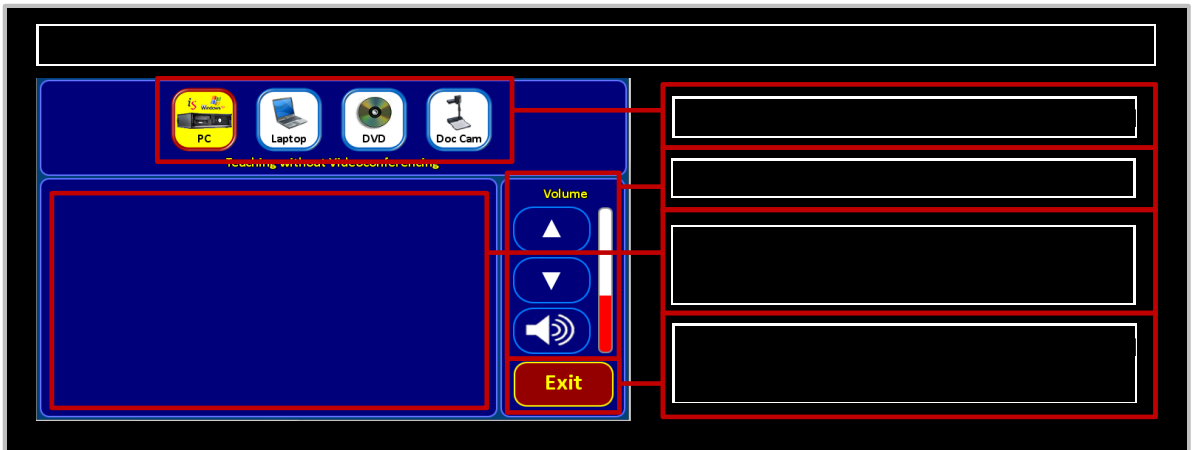 is Windows
PC
Laptop
DVD
Doc Cam
Teaching without Videoconferencing
Volume
Exit